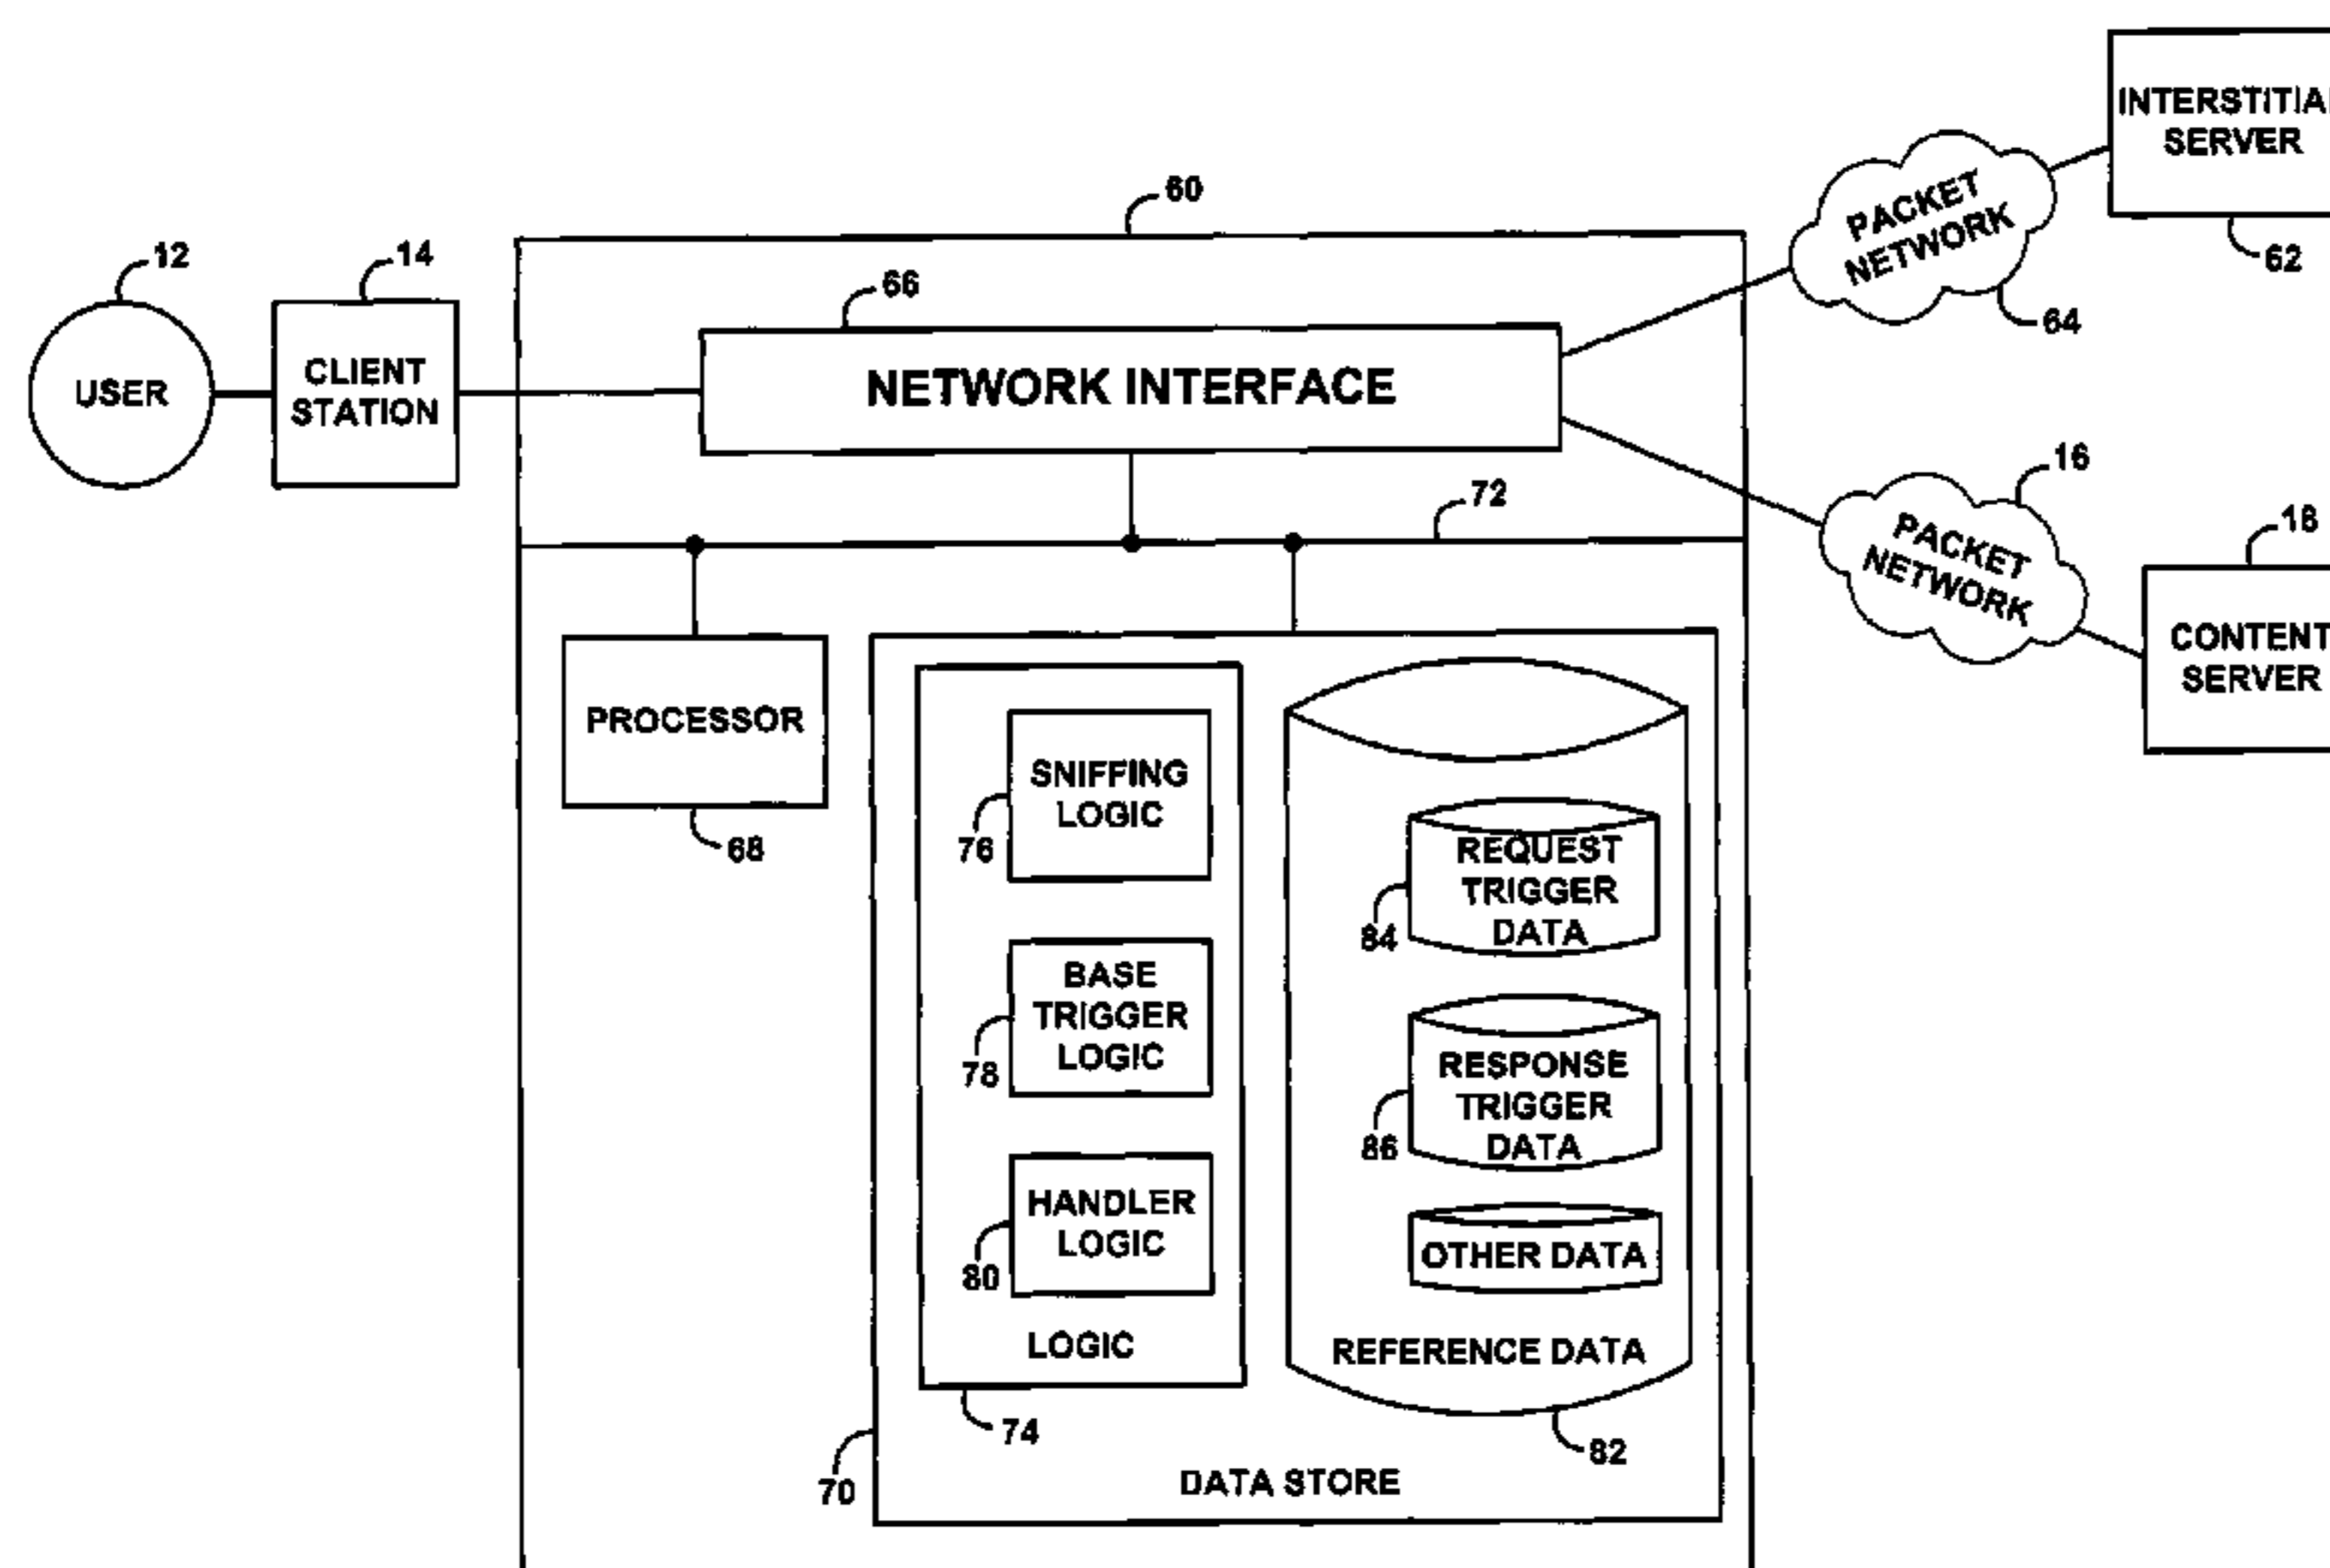 INTERSTITIAL
SERVER
60
PACKET
NETWORK
62
12
14
66
64
USER
CLIENT
STATION
NETWORK INTERFACE
16
72
18
PACKET
NETWORK
CONTENT
SERVER
PROCESSOR
68
SNIFFING
LOGIC
76
REQUEST
TRIGGER
DATA
84
BASE
TRIGGER
LOGIC
78
RESPONSE
TRIGGER
DATA
86
HANDLER
LOGIC
80
OTHER DATA
LOGIC
REFERENCE DATA
74
82
70
DATA STORE